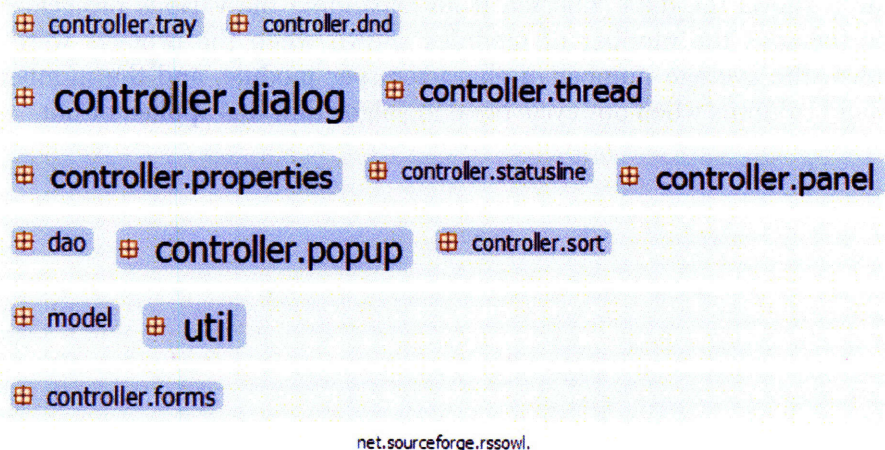 controller.tray controller.dnd
controller.dialog controller.thread
controller.properties controller.statusline controller.panel
dao controller.popup controller.sort
model util
controller.forms
net.sourceforge.rssowl.